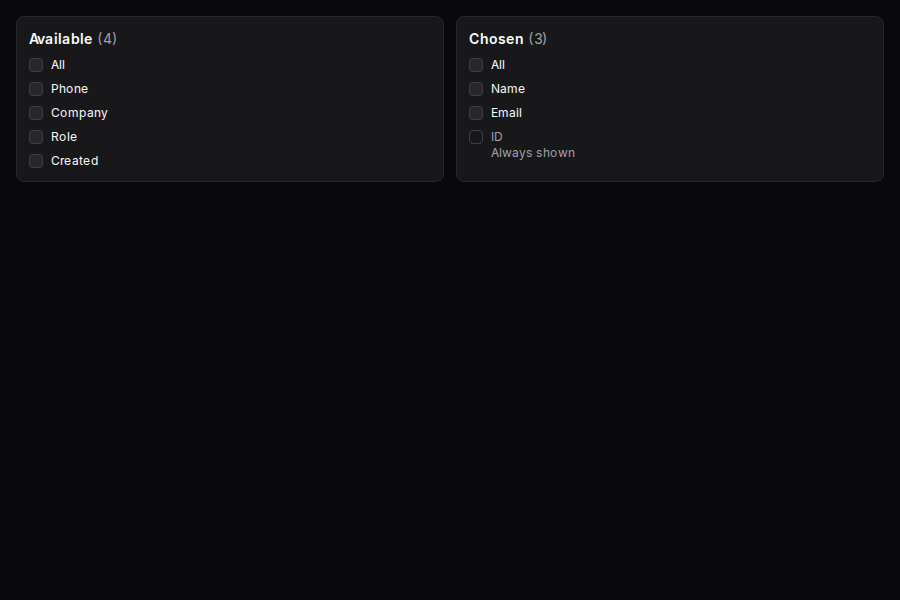 Available (4)
All
Phone
Company
Role
Created
Chosen (3)
All
Name
Email
ID
Always shown